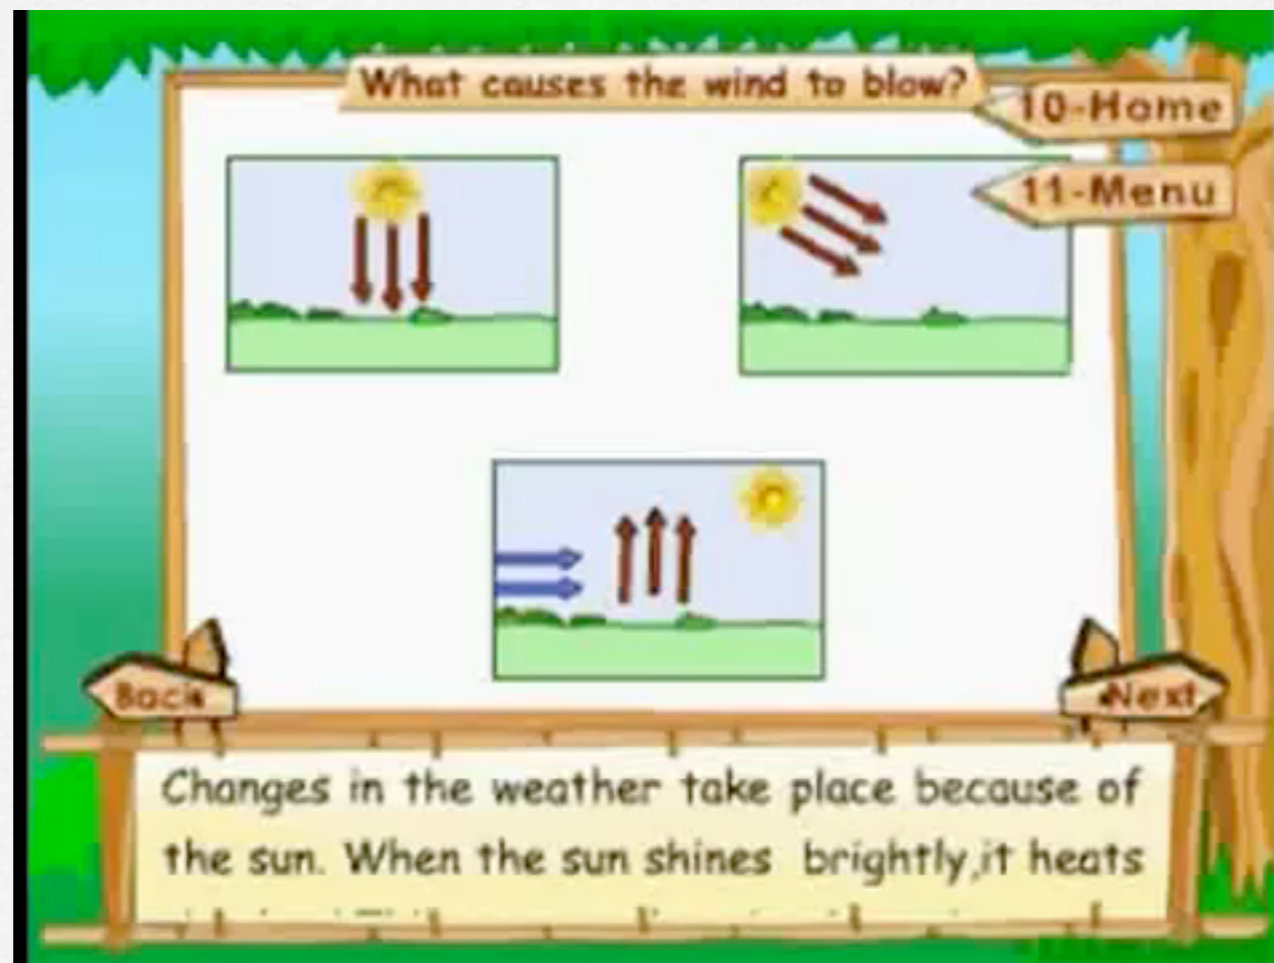 What causes the wind to blow?
10-Home
11-Menu
Back
Next
Changes in the weather take place because of
the sun. When the sun shines brightly,it heats